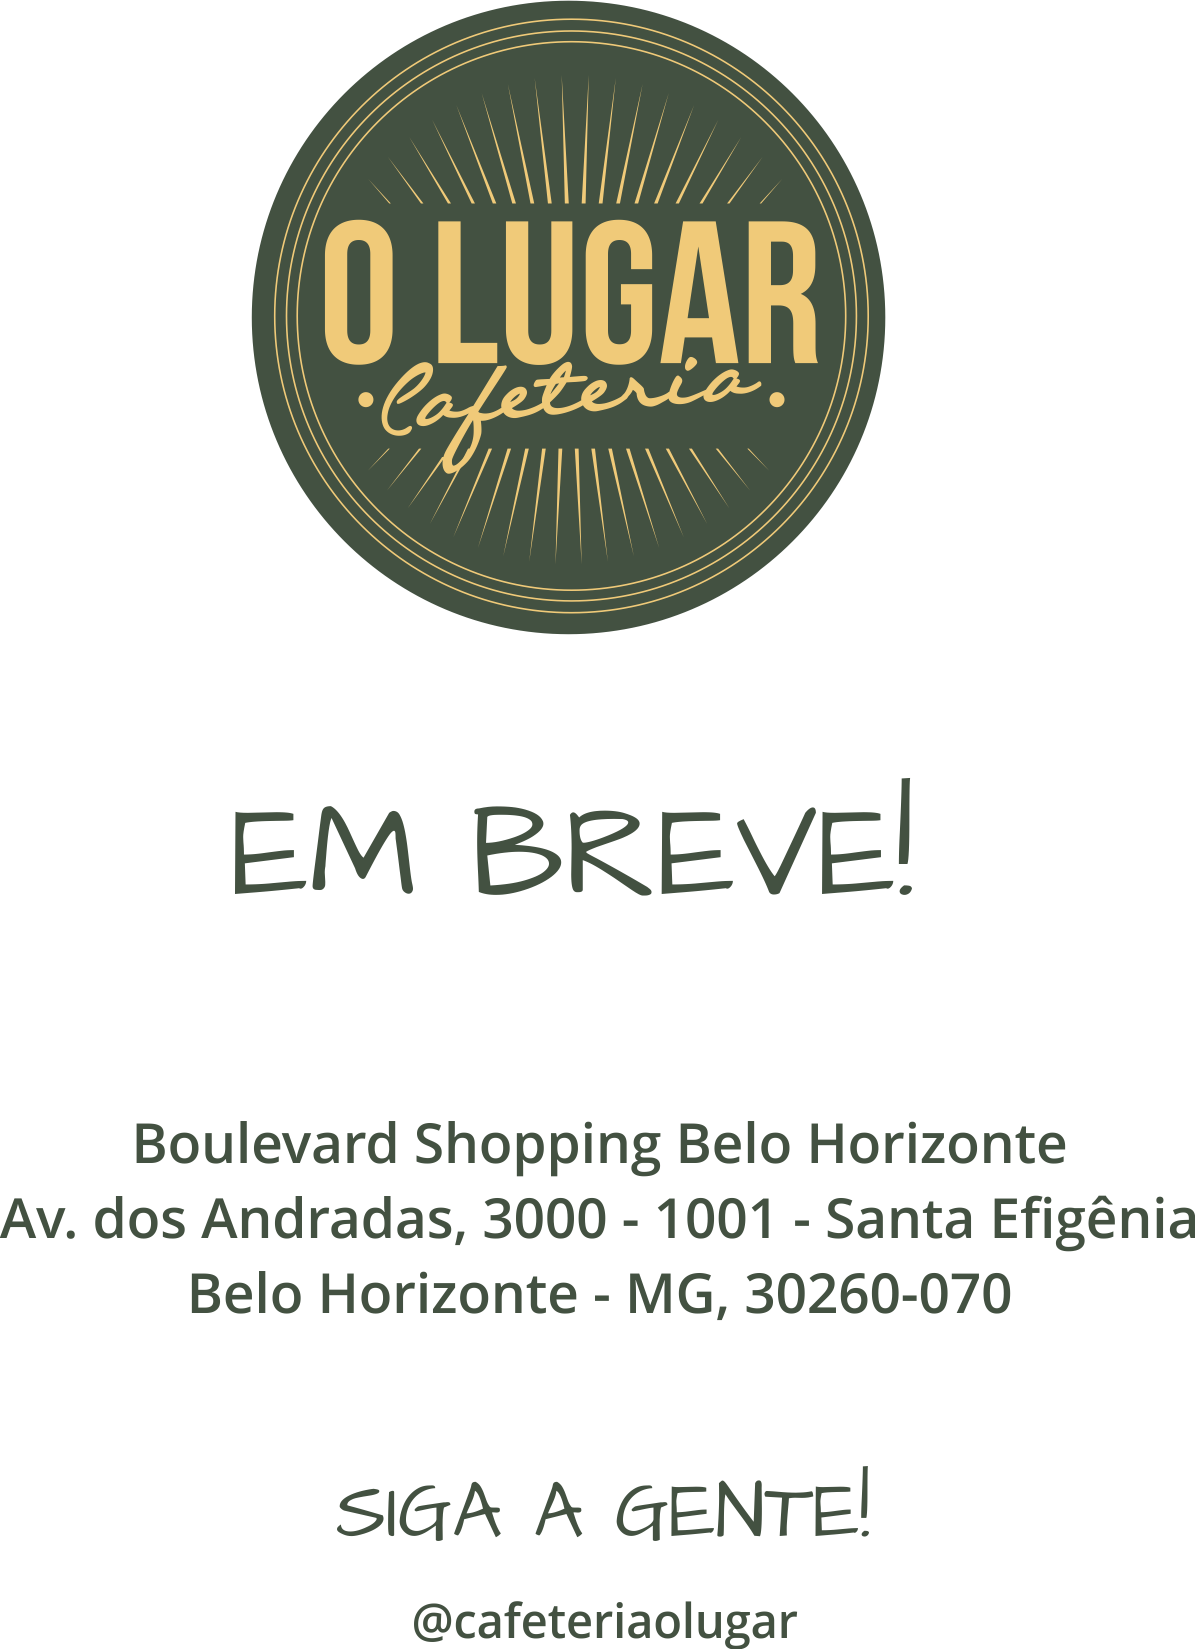 O LUGAR
Cafeteria
EM BREVE!
Boulevard Shopping Belo Horizonte
Av. dos Andradas, 3000 - 1001 - Santa Efigênia
Belo Horizonte - MG, 30260-070
SIGA A GENTE!
@cafeteriaolugar